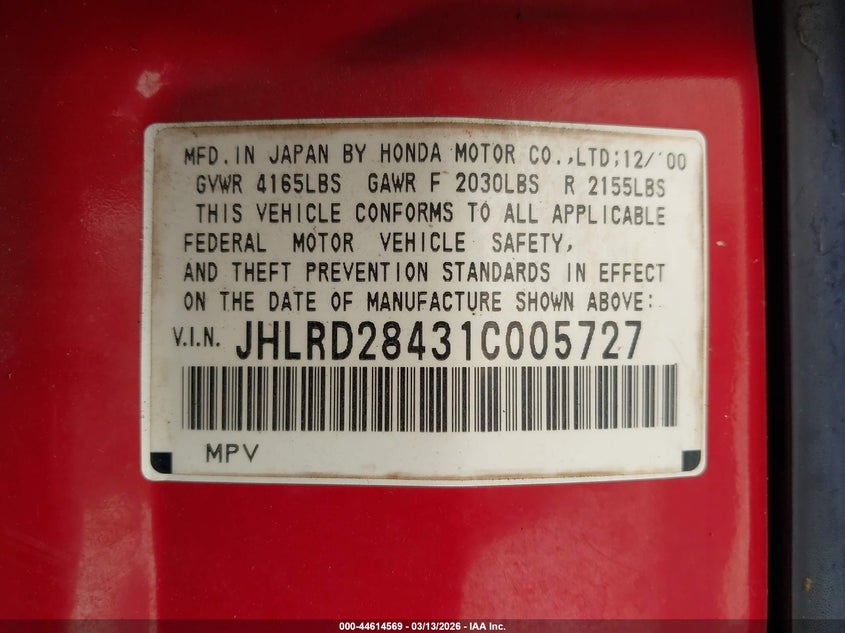 MFD.IN JAPAN BY HONDA MOTOR CO.,LTD;12/'00
GVWR 4165LBS GAWR F 2030LBS R 2155LBS
THIS VEHICLE CONFORMS TO ALL APPLICABLE
FEDERAL MOTOR VEHICLE SAFETY,
AND THEFT PREVENTION STANDARDS IN EFFECT
ON THE DATE OF MANUFACTURE SHOWN ABOVE:
V.I.N. JHLRD28431C005727
MPV
000-44614569 - 03/13/2026 - IAA Inc.